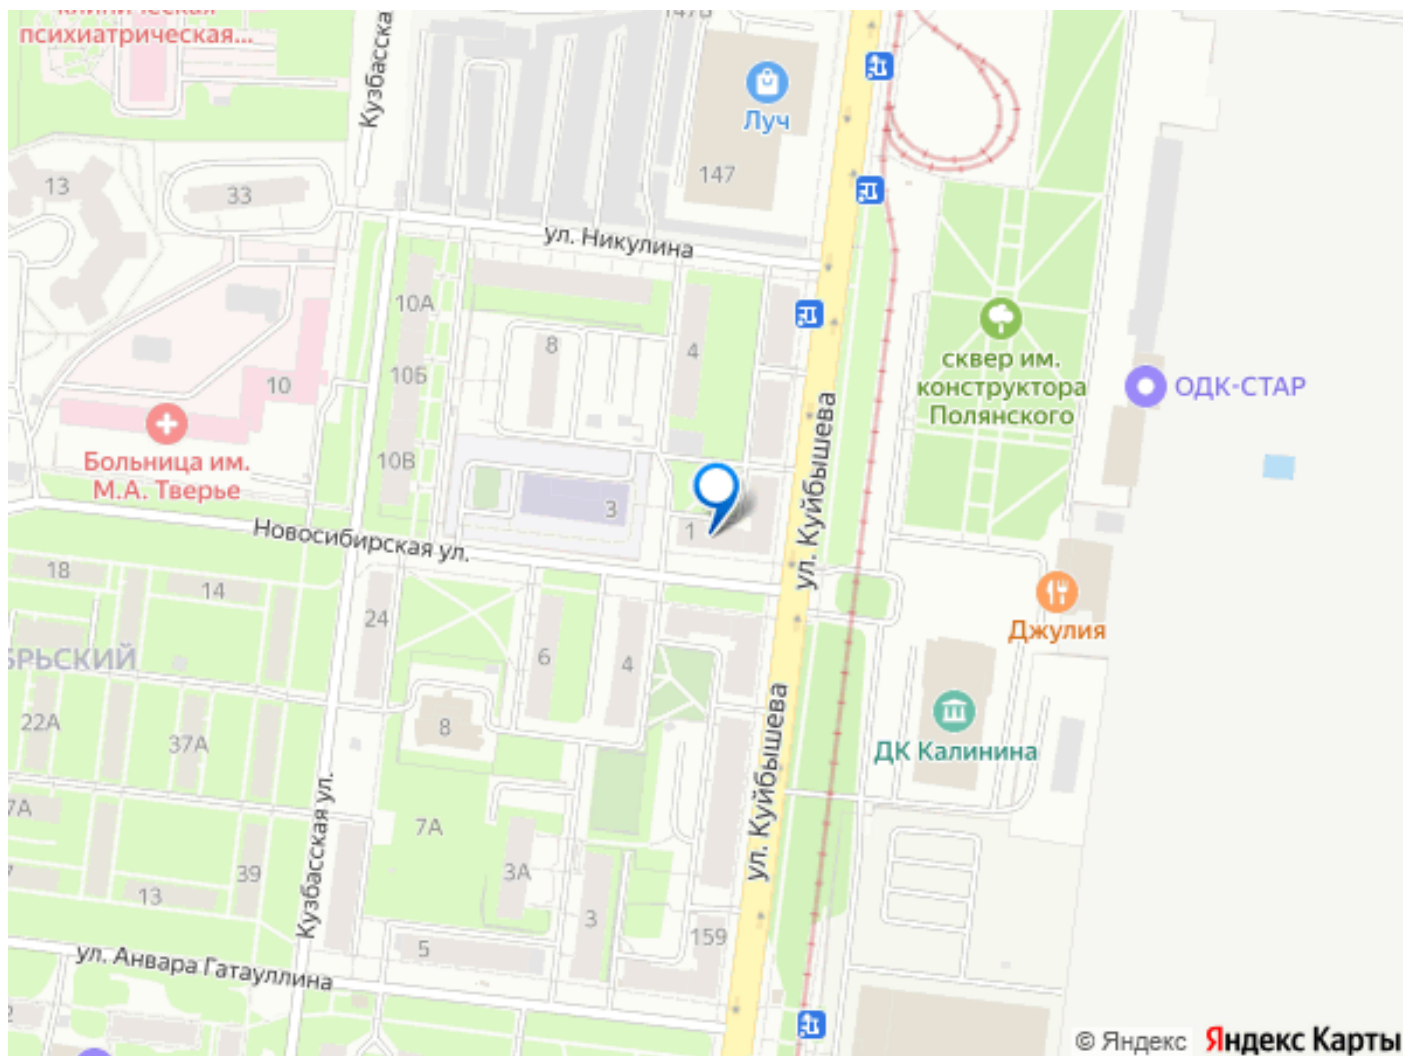 психиатрическая...
Кузбасска
Луч
147
13
33
ул. Никулина
10А
8
4
сквер им.
конструктора
Полянского
ОДК-СТАР
10
10Б
ул. Куйбышева
Больница им.
М.А. Тверье
10В
3
1
Новосибирская ул.
18
14
24
Джулия
БРЬСКИЙ
6
4
22А
37А
8
ДК Калинина
ул. Куйбышева
7А
7А
Кузбасская ул.
3А
39
13
3
159
5
ул. Анвара Гатауллина
2
© Яндекс Яндекс Карты